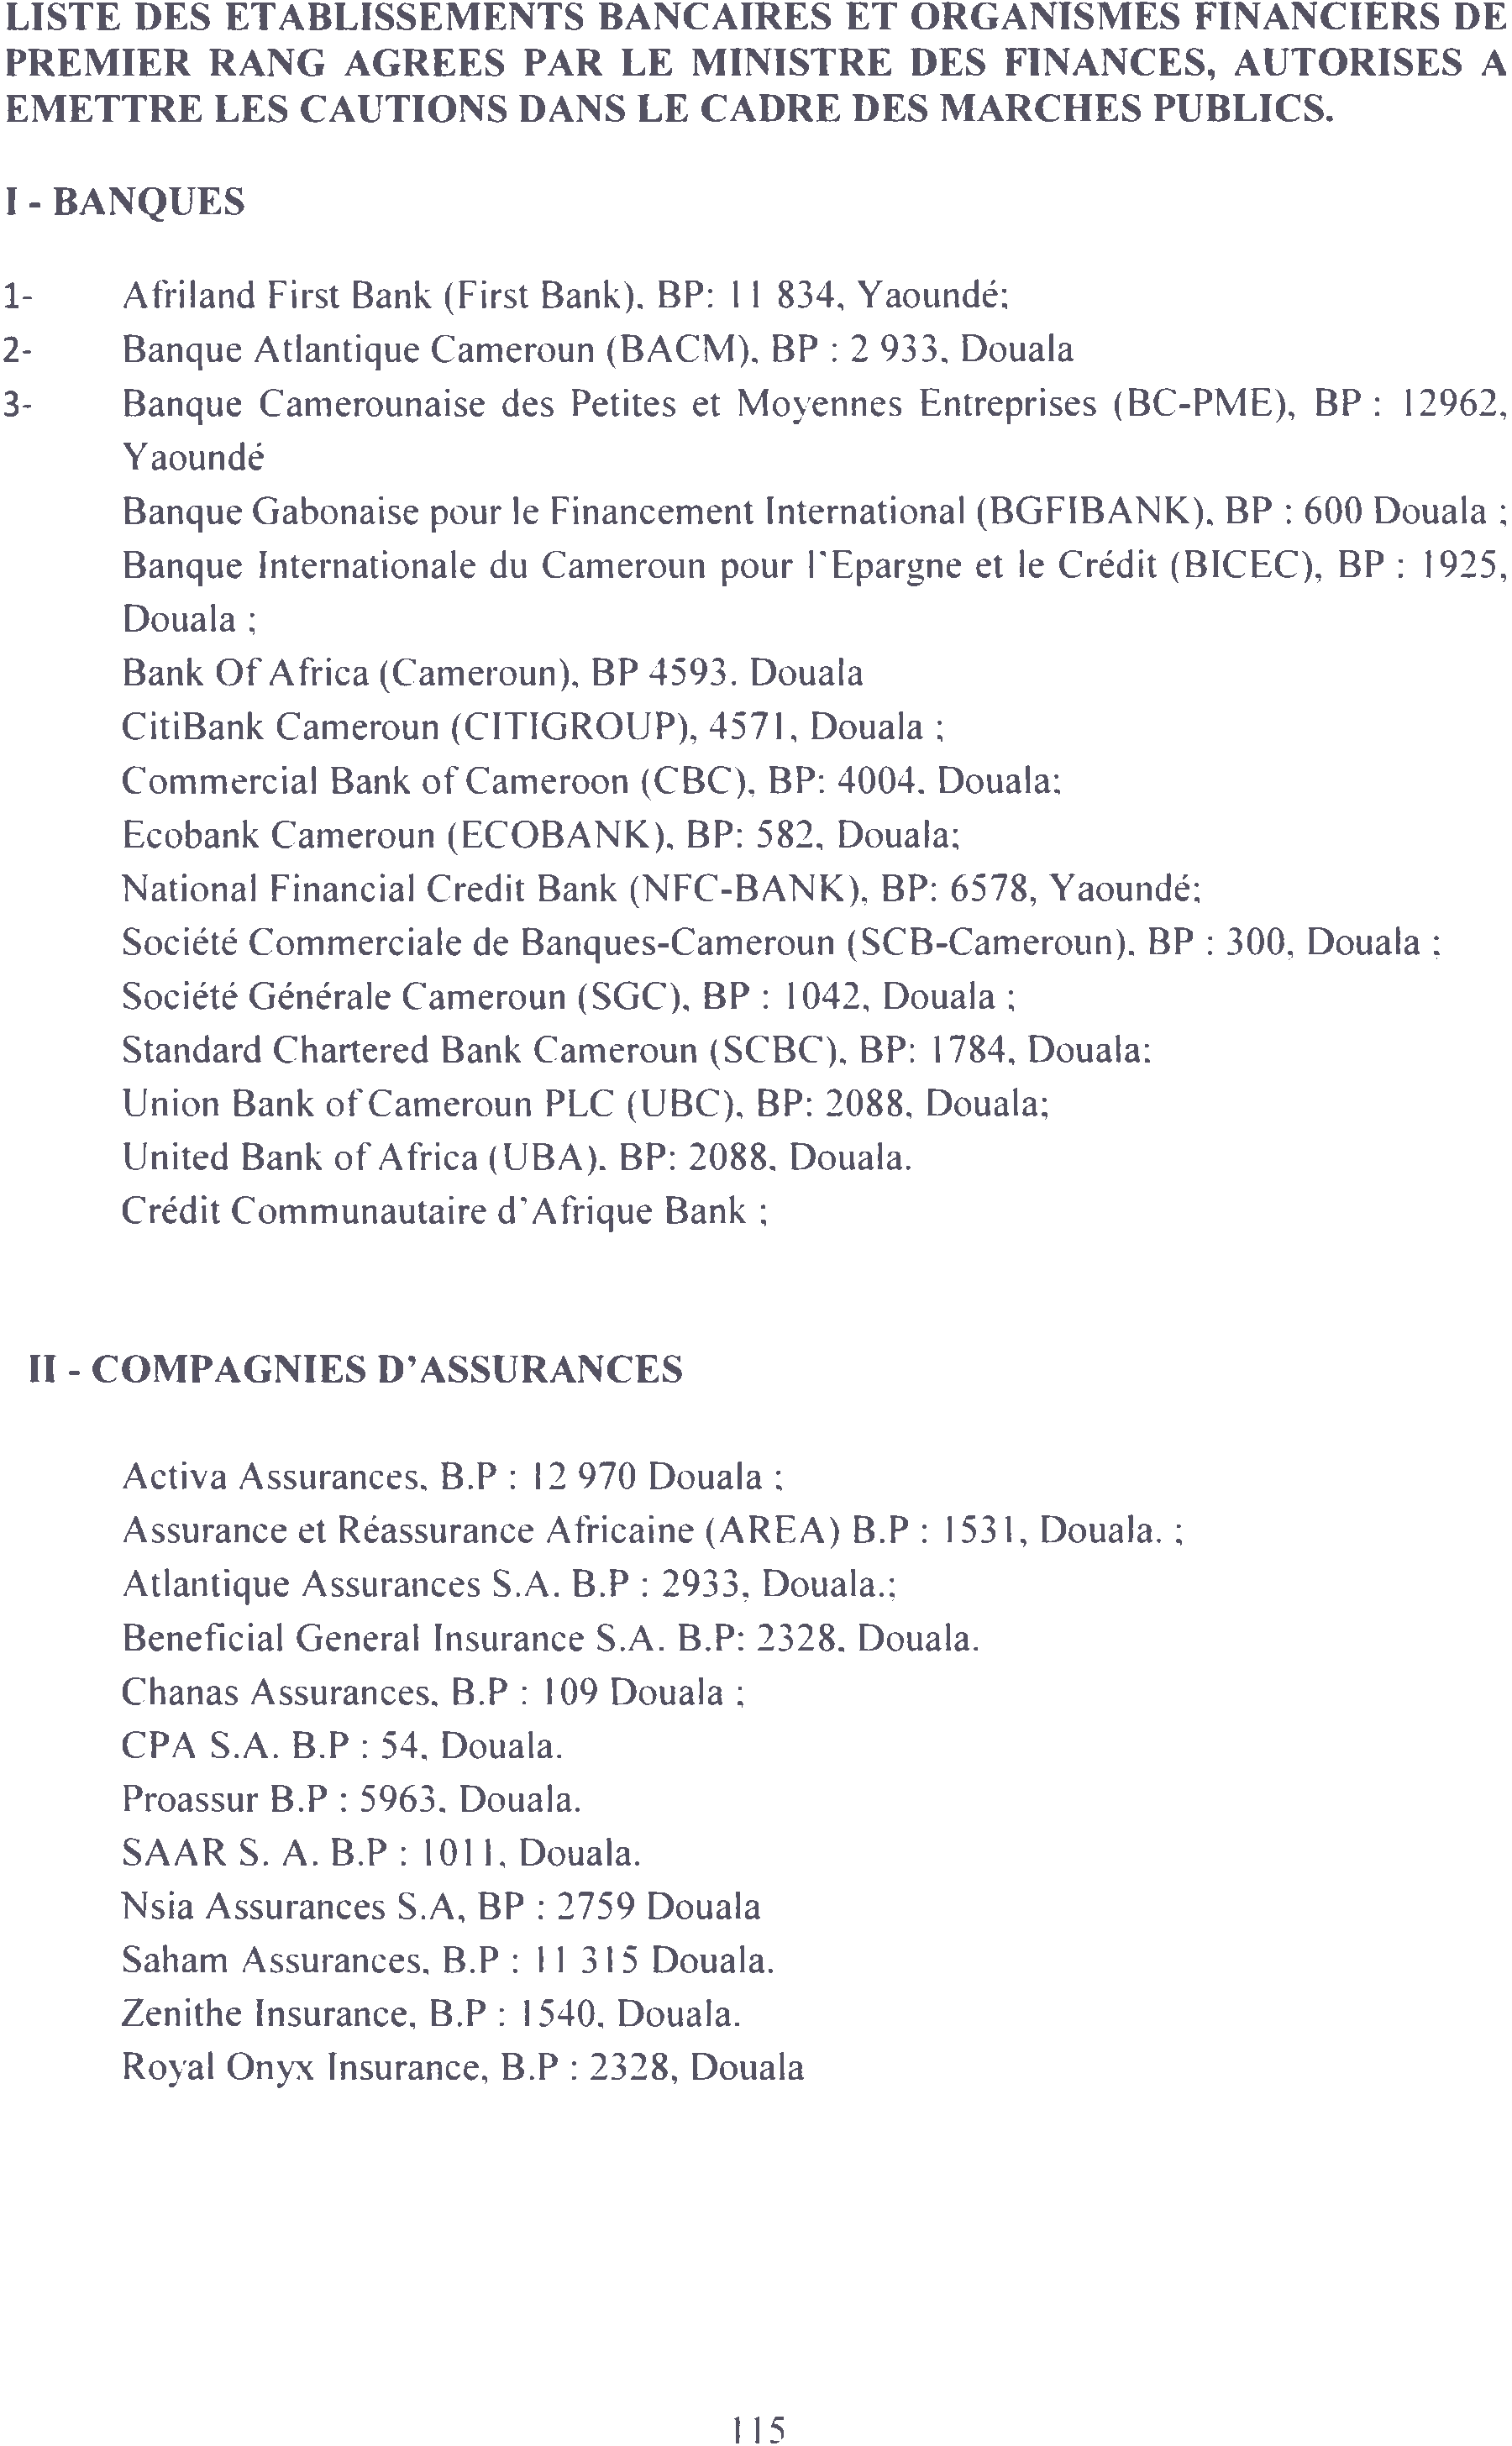 LISTE DES ETABLISSEMENTS BANCAIRES ET ORGANISMES FINANCIERS DE
PREMIER RANG AGREES PAR LE MINISTRE DES FINANCES, AUTORISES A
EMETTRE LES CAUTIONS DANS LE CADRE DES MARCHES PUBLICS.
I - BANQUES
1- Afriland First Bank (First Bank), BP: 11 834, Yaoundé;
2- Banque Atlantique Cameroun (BACM), BP : 2 933, Douala
3- Banque Camerounaise des Petites et Moyennes Entreprises (BC-PME), BP : 12962,
Yaoundé
Banque Gabonaise pour le Financement International (BGFIBANK), BP : 600 Douala ;
Banque Internationale du Cameroun pour l'Epargne et le Crédit (BICEC), BP : 1925,
Douala ;
Bank Of Africa (Cameroun), BP 4593. Douala
CitiBank Cameroun (CITIGROUP), 4571, Douala ;
Commercial Bank of Cameroon (CBC), BP: 4004. Douala;
Ecobank Cameroun (ECOBANK), BP: 582, Douala;
National Financial Credit Bank (NFC-BANK), BP: 6578, Yaoundé;
Société Commerciale de Banques-Cameroun (SCB-Cameroun), BP : 300, Douala ;
Société Générale Cameroun (SGC), BP : 1042, Douala ;
Standard Chartered Bank Cameroun (SCBC), BP: 1784, Douala;
Union Bank of Cameroun PLC (UBC), BP: 2088, Douala;
United Bank of Africa (UBA). BP: 2088. Douala.
Crédit Communautaire d'Afrique Bank ;
II - COMPAGNIES D'ASSURANCES
Activa Assurances, B.P : 12 970 Douala ;
Assurance et Réassurance Africaine (AREA) B.P : 1531, Douala. ;
Atlantique Assurances S.A. B.P : 2933, Douala.;
Beneficial General Insurance S.A. B.P: 2328. Douala.
Chanas Assurances, B.P : 109 Douala ;
CPA S.A. B.P : 54, Douala.
Proassur B.P : 5963. Douala.
SAAR S. A. B.P : 1011, Douala.
Nsia Assurances S.A, BP : 2759 Douala
Saham Assurances, B.P : 11 315 Douala.
Zenithe Insurance, B.P : 1540, Douala.
Royal Onyx Insurance, B.P : 2328, Douala
115